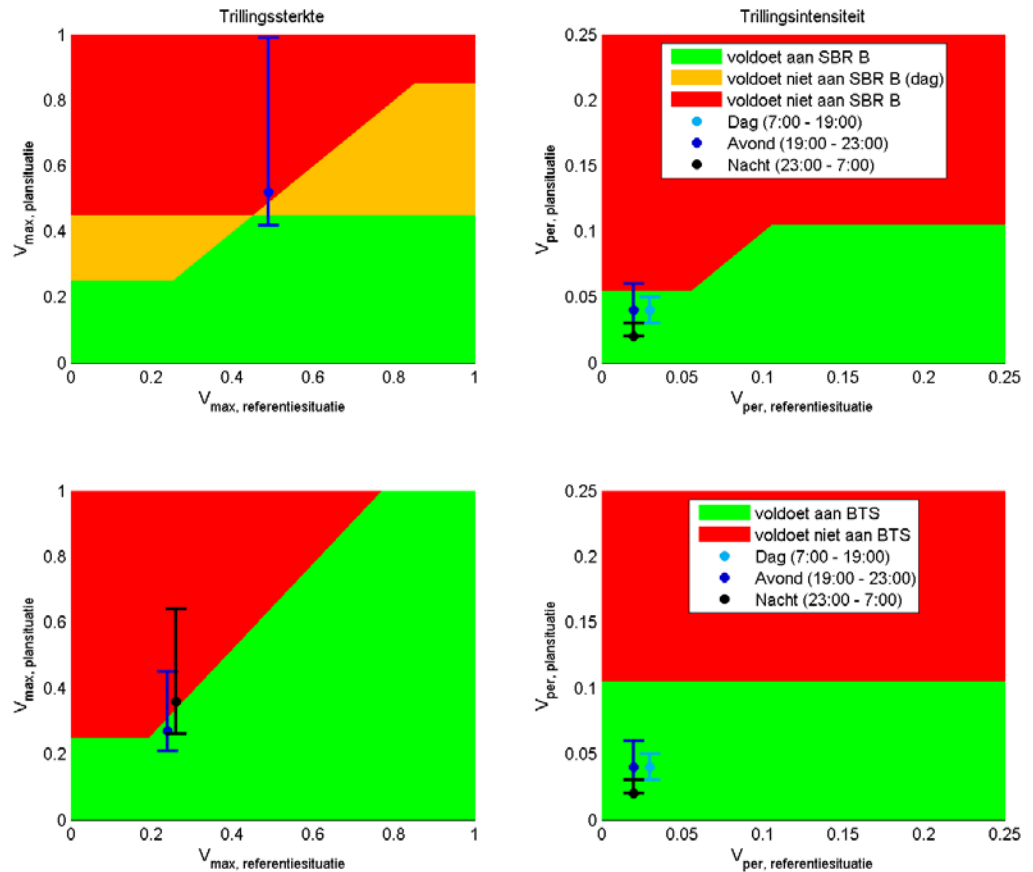 Trillingssterkte
1
0.8
0.6
0.4
0.2
0
0
0.2
0.4
0.6
0.8
1
Vmax, plansituatie
Vmax, referentiesituatie
Trillingsintensiteit
0.25
0.2
0.15
0.1
0.05
0
0
0.05
0.1
0.15
0.2
0.25
Vper, plansituatie
Vper, referentiesituatie
voldoet aan SBR B
voldoet niet aan SBR B (dag)
voldoet niet aan SBR B
Dag (7:00 - 19:00)
Avond (19:00 - 23:00)
Nacht (23:00 - 7:00)
1
0.8
0.6
0.4
0.2
0
0
0.2
0.4
0.6
0.8
1
Vmax, plansituatie
Vmax, referentiesituatie
0.25
0.2
0.15
0.1
0.05
0
0
0.05
0.1
0.15
0.2
0.25
Vper, plansituatie
Vper, referentiesituatie
voldoet aan BTS
voldoet niet aan BTS
Dag (7:00 - 19:00)
Avond (19:00 - 23:00)
Nacht (23:00 - 7:00)